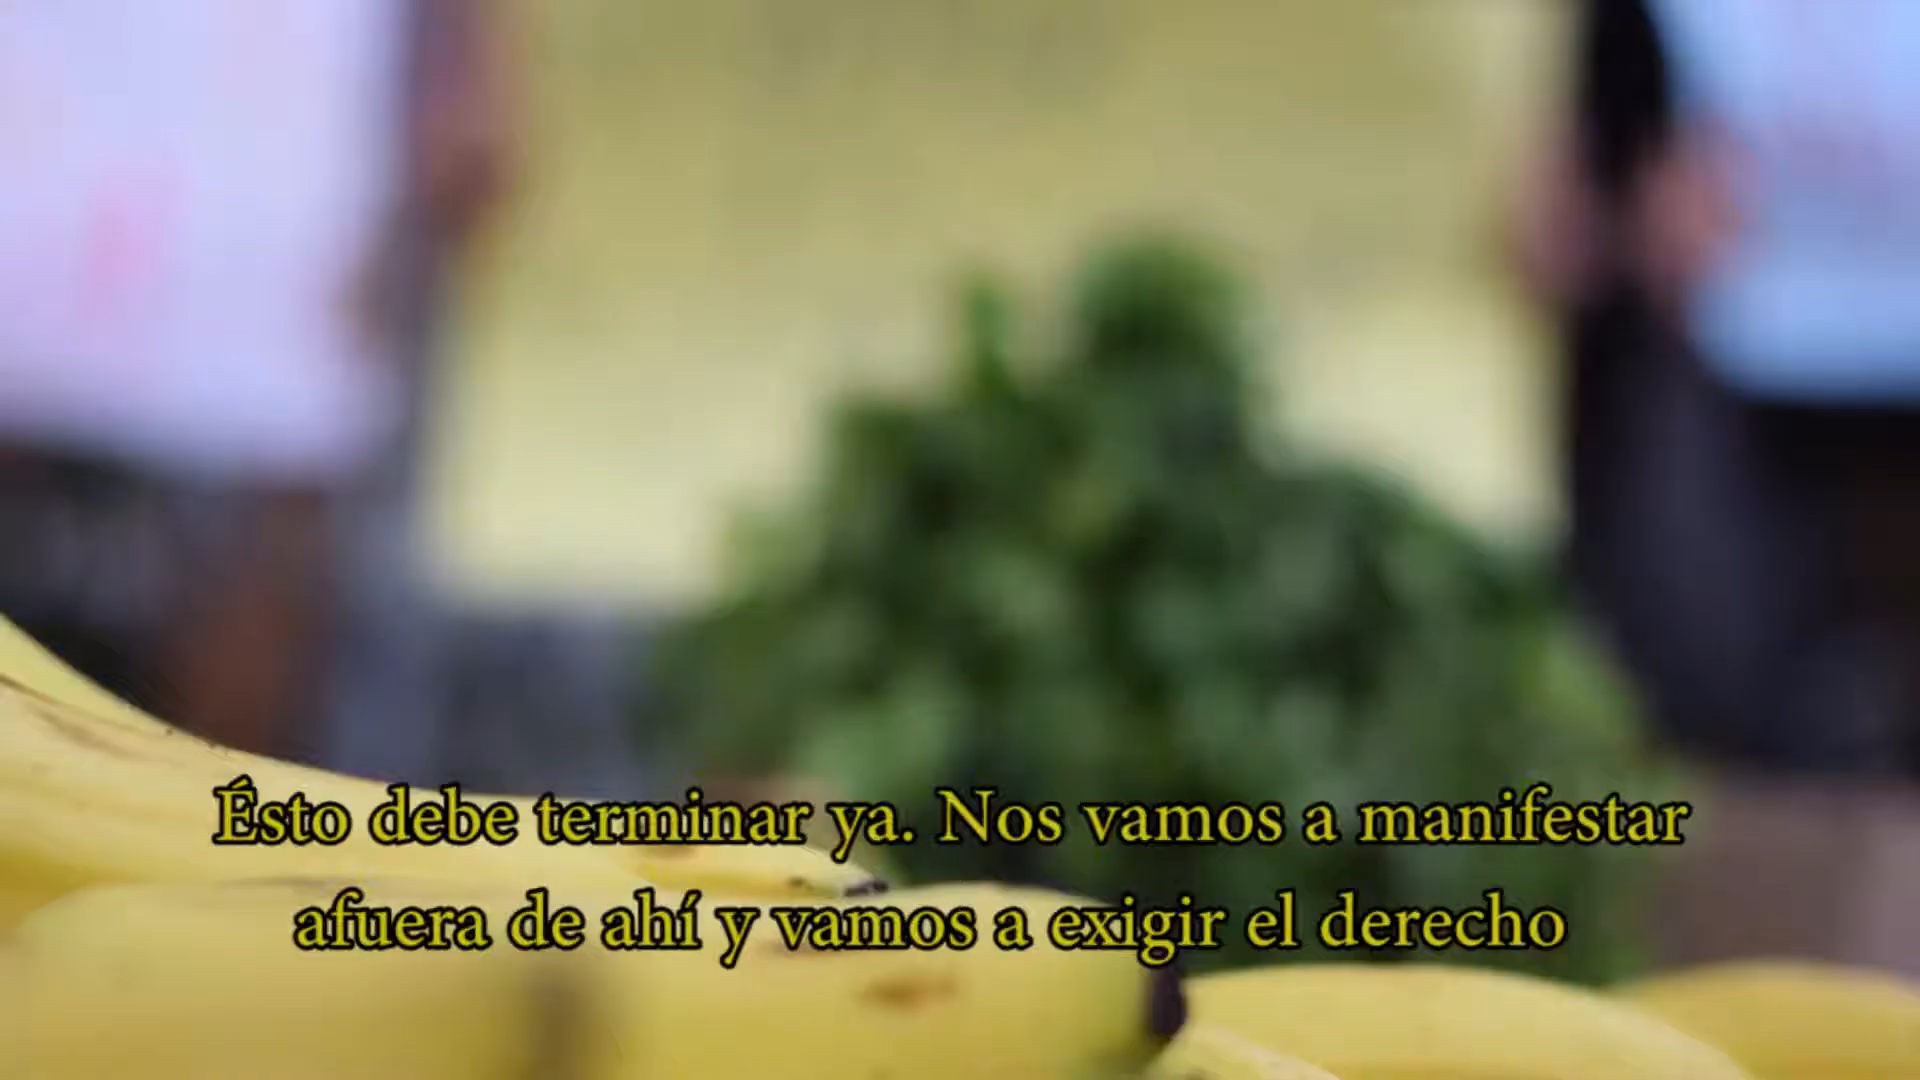 Ésto debe terminar ya. Nos vamos a manifestar
afuera de ahí y vamos a exigir el derecho